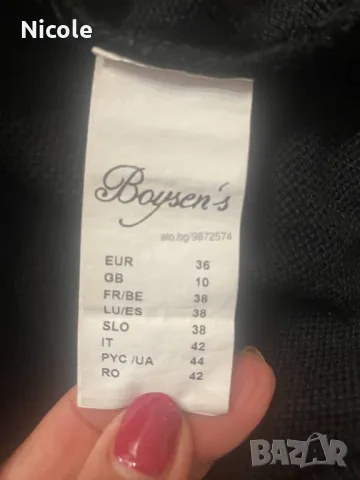 Nicole
Boysen's
alo.bg/9872574
EUR 36
GB 10
FR/BE 38
LU/ES 38
SLO 38
IT 42
PYC /UA 44
RO 42
BAZAR